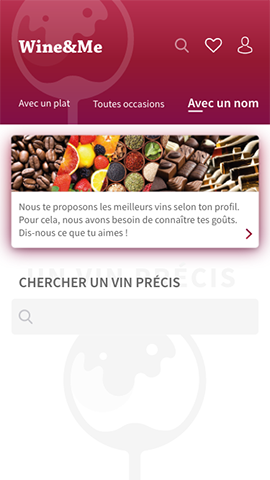 Wine&Me
Avec un plat
Toutes occasions
Avec un nom
Nous te proposons les meilleurs vins selon ton profil.
Pour cela, nous avons besoin de connaître tes goûts.
Dis-nous ce que tu aimes !
UN VIN PRÉCIS
CHERCHER UN VIN PRÉCIS